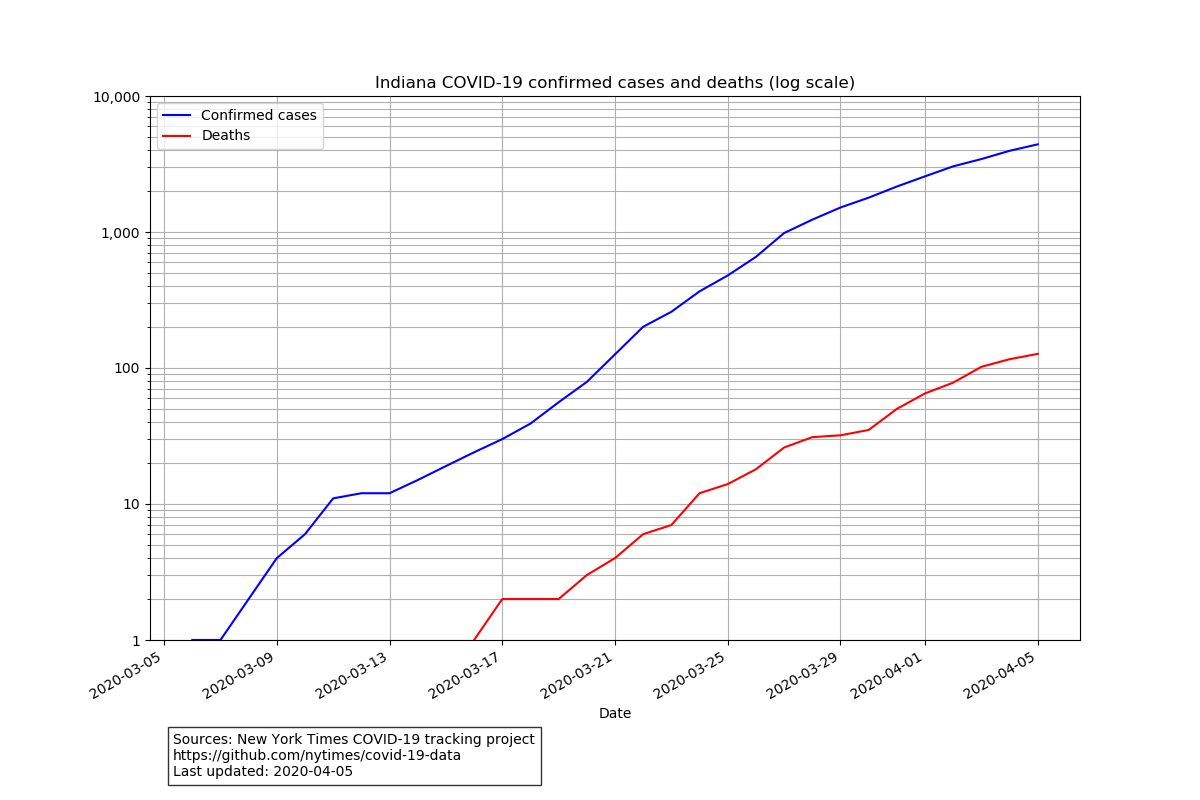 Indiana COVID-19 confirmed cases and deaths (log scale)
10,000
1,000
100
10
1
Confirmed cases
Deaths
2020-03-05
2020-03-09
2020-03-13
2020-03-17
2020-03-21
2020-03-25
2020-03-29
2020-04-01
2020-04-05
Date
Sources: New York Times COVID-19 tracking project
https://github.com/nytimes/covid-19-data
Last updated: 2020-04-05